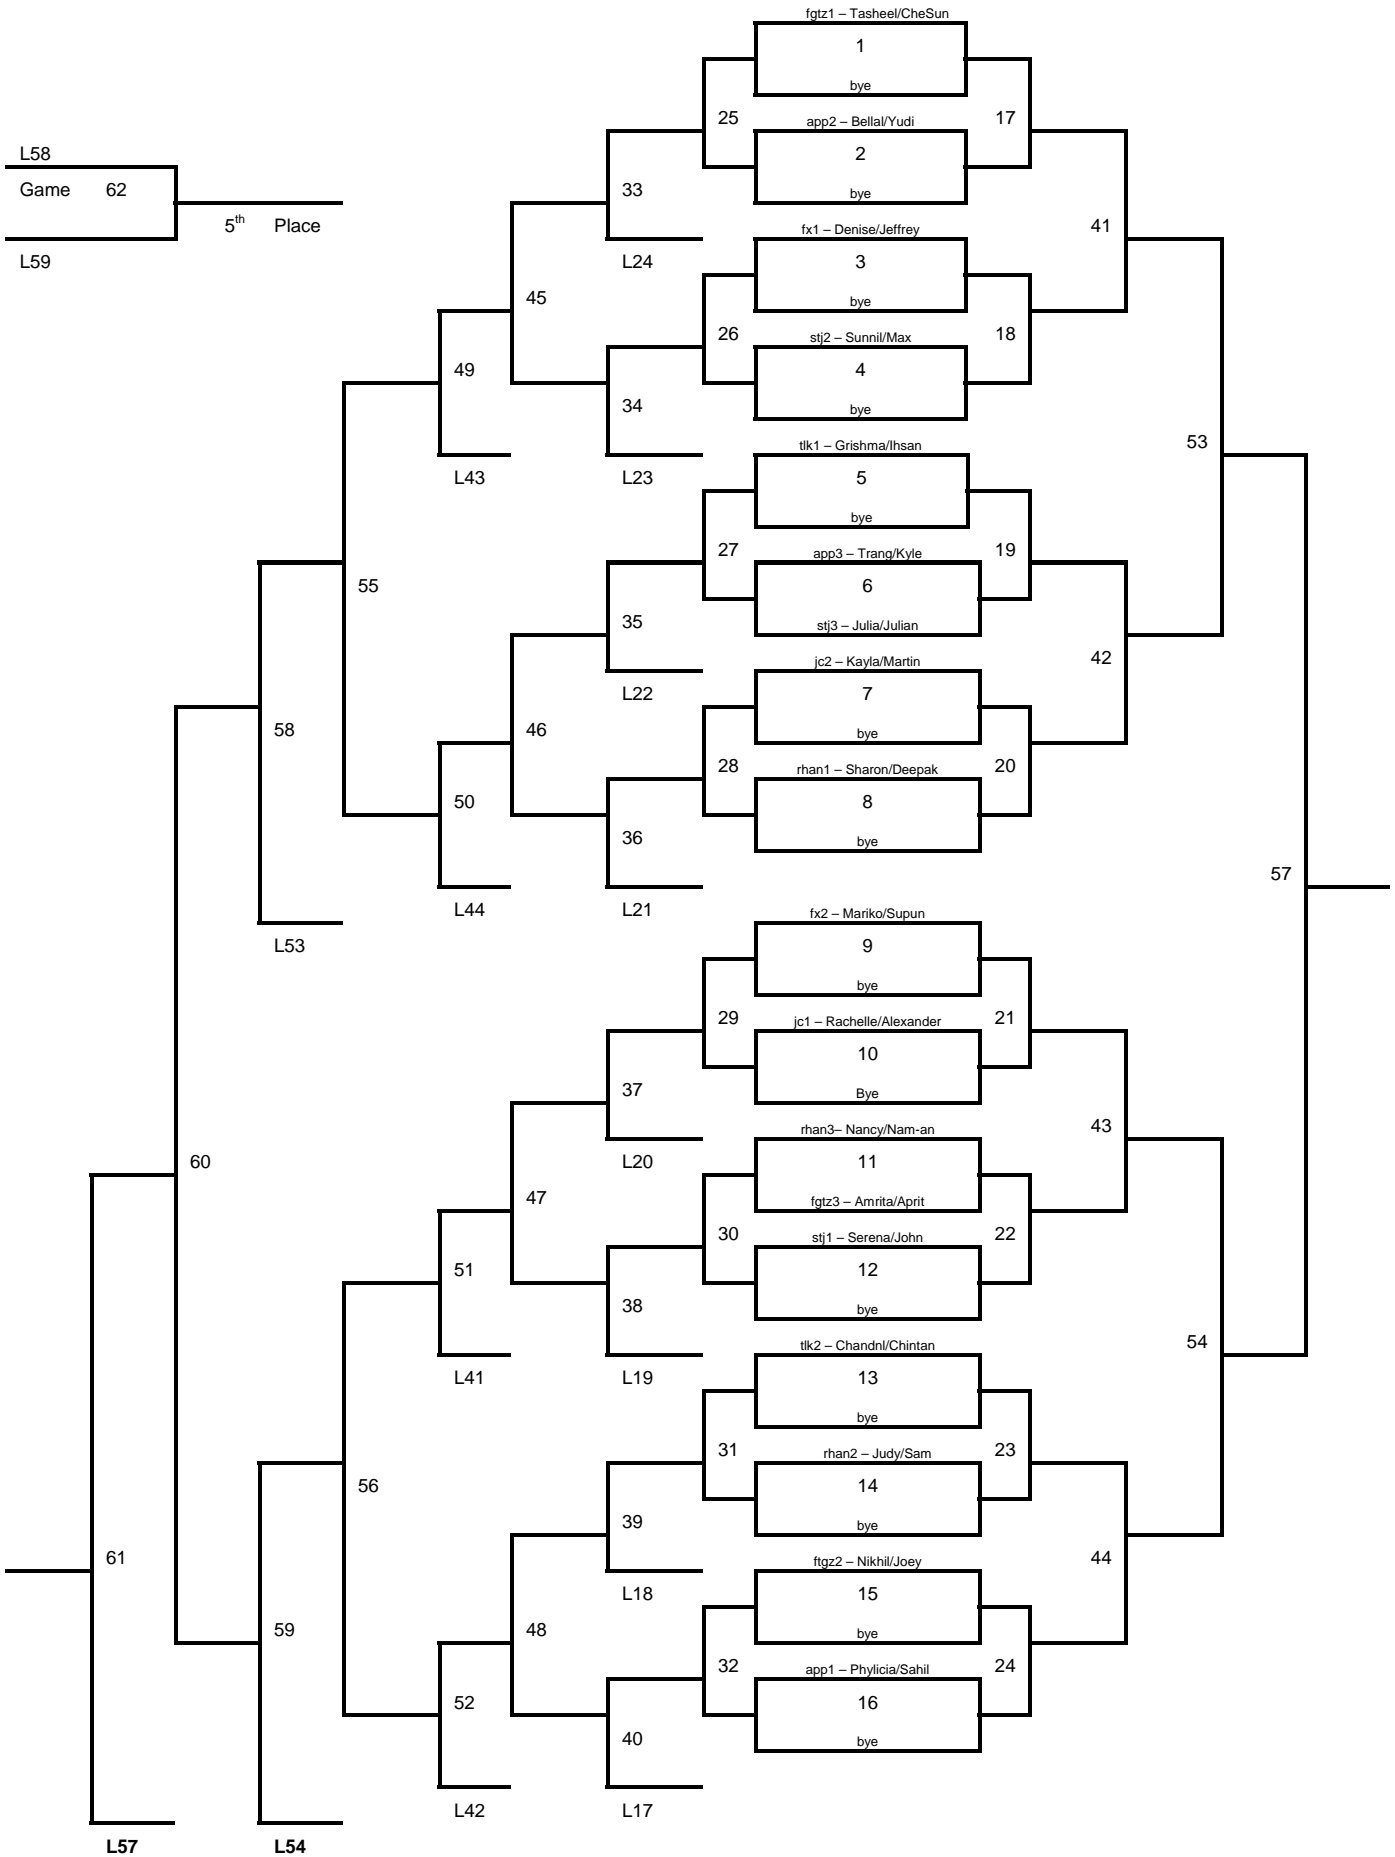 fgtz1 – Tasheel/CheSun
1
bye
25
17
app2 – Bellal/Yudi
2
bye
L58
Game 62
5th Place
L59
33
41
fx1 – Denise/Jeffrey
L24
3
bye
45
26
18
stj2 – Sunnil/Max
49
4
bye
34
53
tlk1 – Grishma/Ihsan
L43
L23
5
bye
27
19
app3 – Trang/Kyle
55
6
stj3 – Julia/Julian
35
42
jc2 – Kayla/Martin
L22
7
bye
58
46
28
20
rhan1 – Sharon/Deepak
50
8
bye
36
57
L44
L21
fx2 – Mariko/Supun
L53
9
bye
29
21
jc1 – Rachelle/Alexander
10
Bye
37
43
rhan3– Nancy/Nam-an
60
L20
11
fgtz3 – Amrita/Aprit
47
30
22
stj1 – Serena/John
51
12
bye
38
54
tlk2 – Chandnl/Chintan
L41
L19
13
bye
31
23
rhan2 – Judy/Sam
56
14
bye
39
61
44
ftgz2 – Nikhil/Joey
L18
15
bye
59
48
32
24
app1 – Phylicia/Sahil
52
16
bye
40
L42
L17
L57
L54